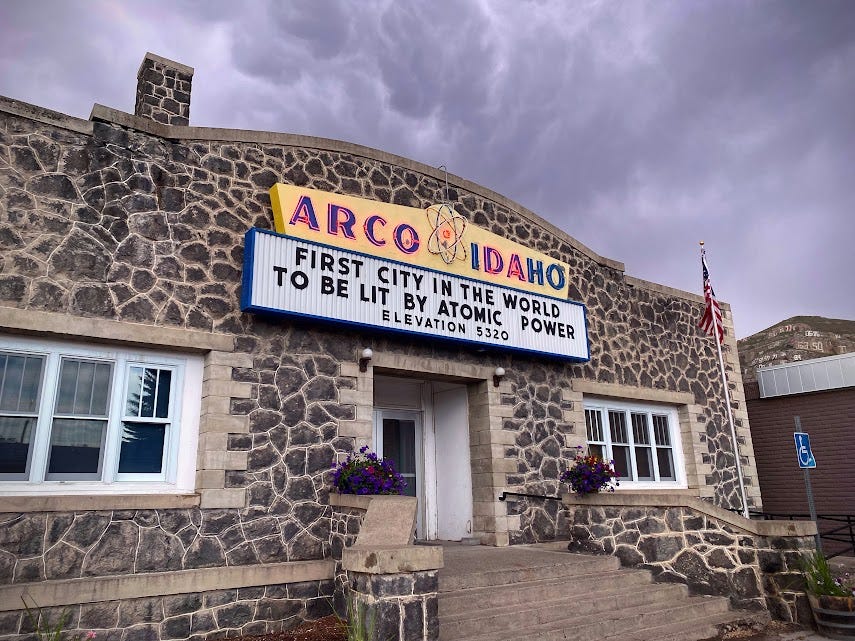 ARCO IDAHO
FIRST CITY IN THE WORLD
TO BE LIT BY ATOMIC POWER
ELEVATION 5320